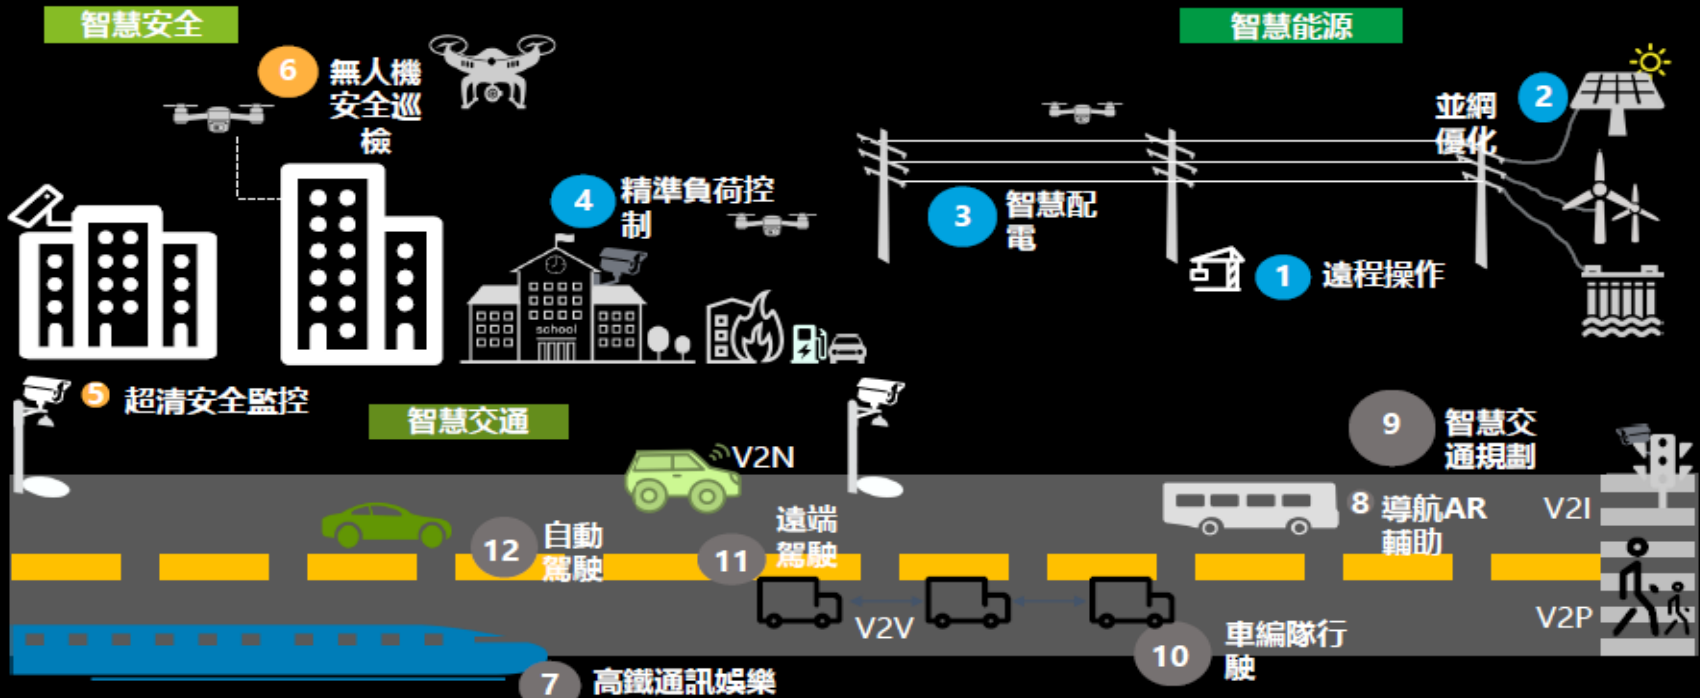 智慧安全
智慧能源
6
無人機
安全巡
檢
並網
優化
2
4
精準負荷控
制
3
智慧配
電
1
遠程操作
school
5
超清安全監控
智慧交通
V2N
9
智慧交
通規劃
12
自動
駕駛
11
遠端
駕駛
8
導航AR
輔助
V2I
V2V
10
車編隊行
駛
V2P
7
高鐵通訊娛樂